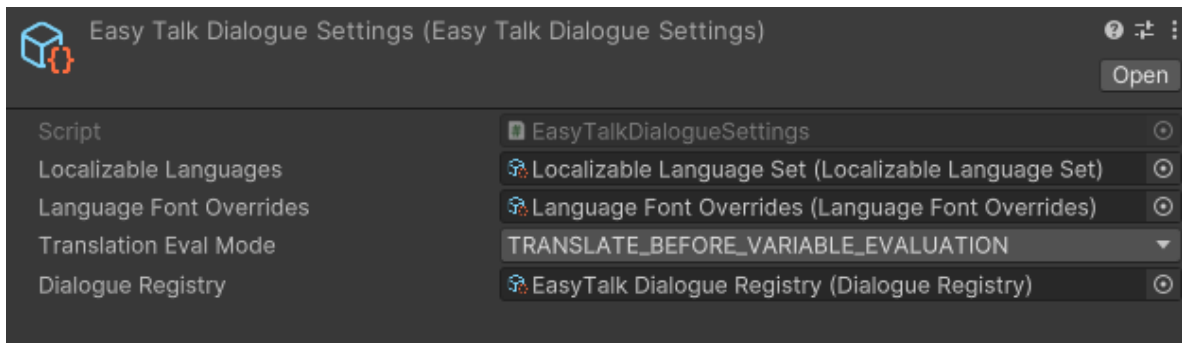 Easy Talk Dialogue Settings (Easy Talk Dialogue Settings)
Open
Script EasyTalkDialogueSettings
Localizable Languages Localizable Language Set (Localizable Language Set)
Language Font Overrides Language Font Overrides (Language Font Overrides)
Translation Eval Mode TRANSLATE_BEFORE_VARIABLE_EVALUATION
Dialogue Registry EasyTalk Dialogue Registry (Dialogue Registry)